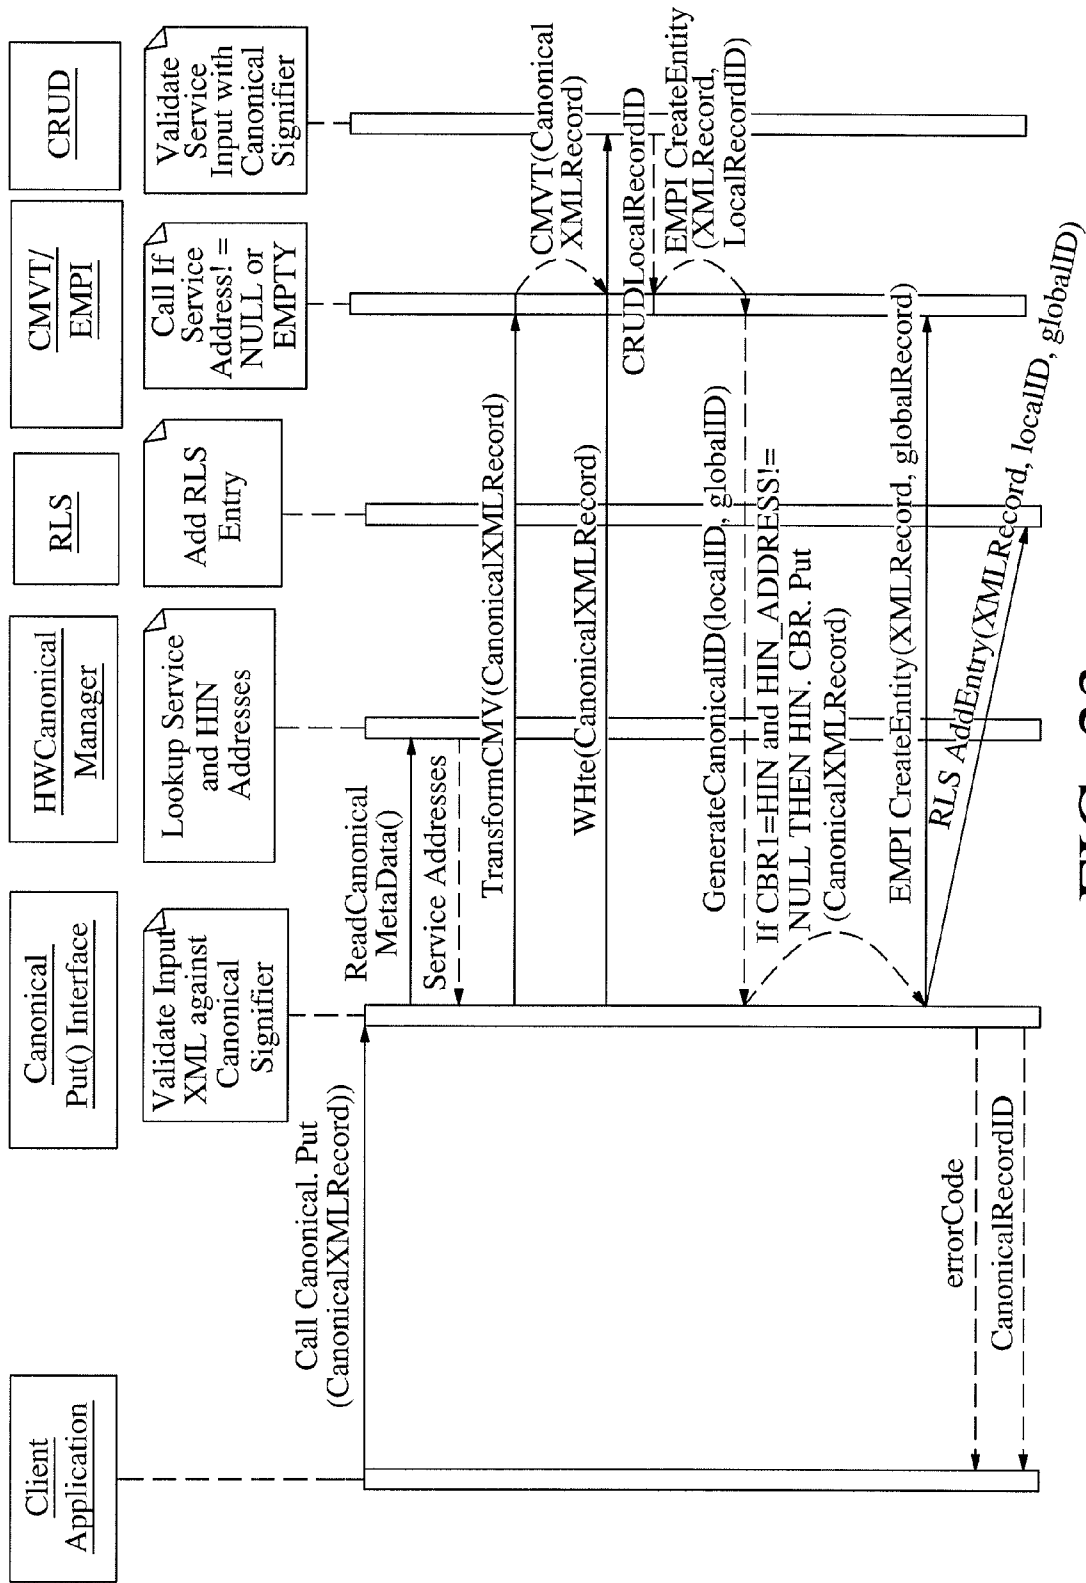 Client
Application
Canonical
Put() Interface
HWCanonical
Manager
RLS
CMVT/
EMPI
CRUD
Validate Input
XML against
Canonical
Signifier
Lookup Service
and HIN
Addresses
Add RLS
Entry
Call If
Service
Address! =
NULL or
EMPTY
Validate
Service
Input with
Canonical
Signifier
Call Canonical. Put
(CanonicalXMLRecord))
ReadCanonical
MetaData()
Service Addresses
TransformCMV(CanonicalXMLRecord)
CMVT(Canonical
XMLRecord)
WHte(CanonicalXMLRecord)
CRUDLocalRecordID
EMPI CreateEntity
(XMLRecord,
LocalRecordID)
GenerateCanonicalID(localID, globalID)
If CBR1=HIN and HIN_ADDRESS!=
NULL THEN HIN. CBR. Put
(CanonicalXMLRecord)
EMPI CreateEntity(XMLRecord, globalRecord)
RLS AddEntry(XMLRecord, localID, globalID)
errorCode
CanonicalRecordID